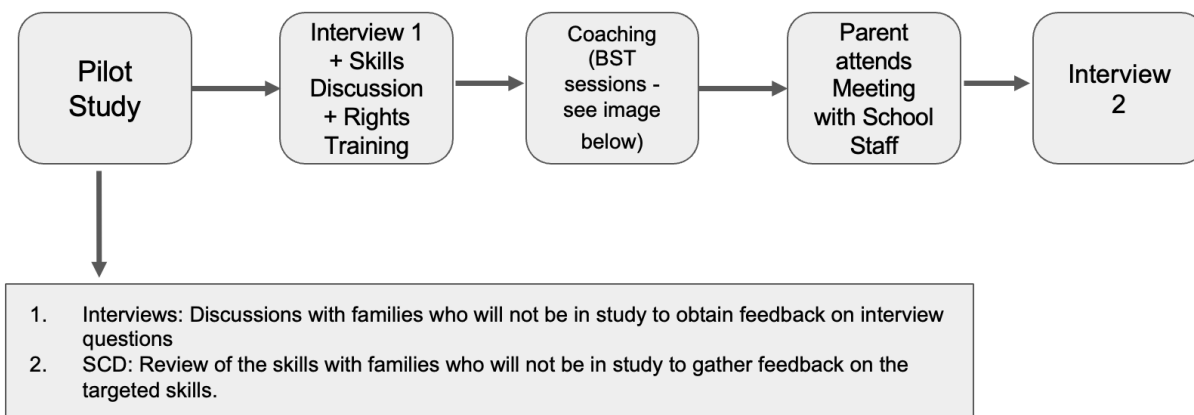 Pilot
Study
Interview 1
+ Skills
Discussion
+ Rights
Training
Coaching
(BST
sessions -
see image
below)
Parent
attends
Meeting
with School
Staff
Interview
2
1. Interviews: Discussions with families who will not be in study to obtain feedback on interview
questions
2. SCD: Review of the skills with families who will not be in study to gather feedback on the
targeted skills.